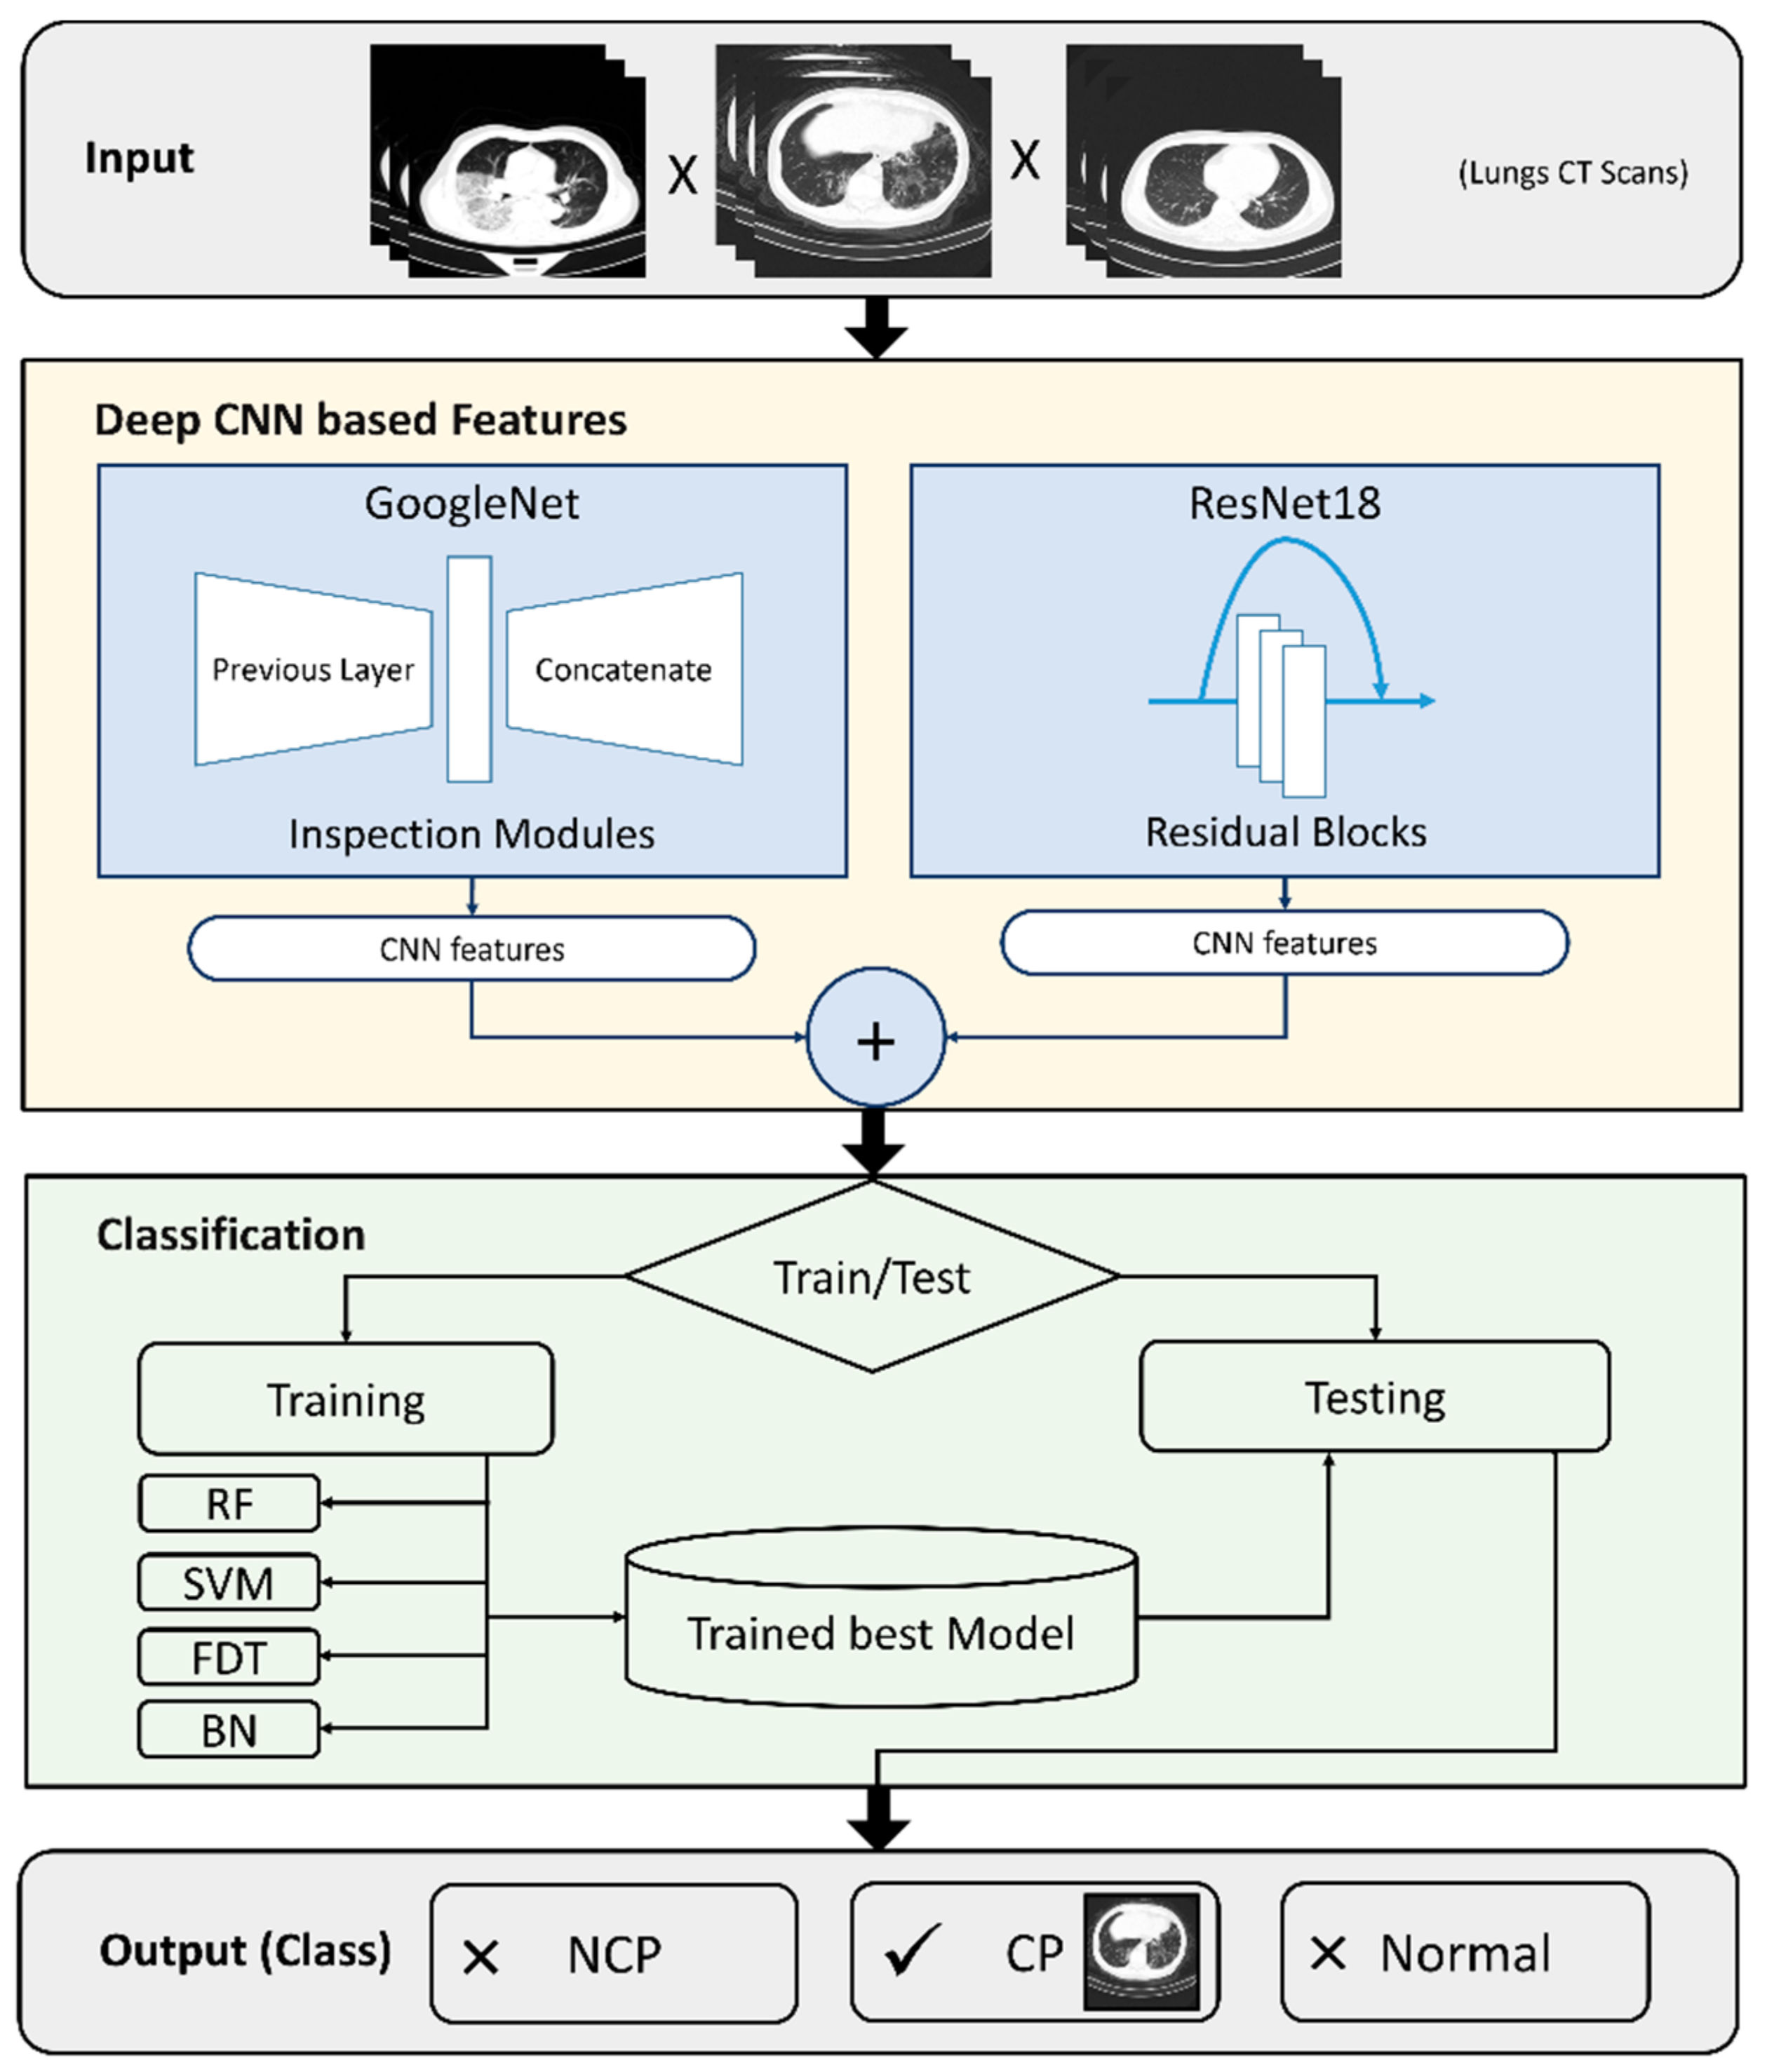 Input
X
X
(Lungs CT Scans)
Deep CNN based Features
GoogleNet
Previous Layer
Concatenate
Inspection Modules
CNN features
ResNet18
Residual Blocks
CNN features
+
Classification
Train/Test
Training
Testing
RF
SVM
FDT
BN
Trained best Model
Output (Class)
× NCP
✓ CP
× Normal